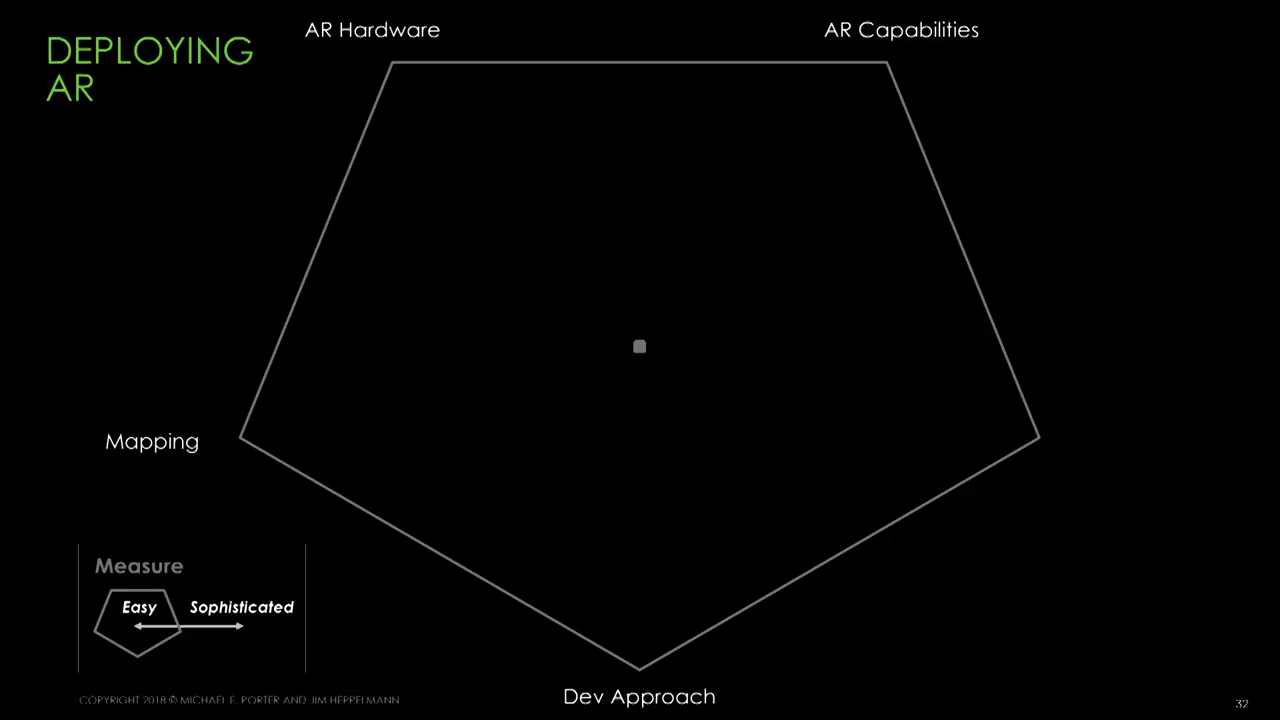 DEPLOYING
AR
AR Hardware
AR Capabilities
Mapping
Measure
Easy
Sophisticated
COPYRIGHT 2018 © MICHAEL E. PORTER AND JIM HEPPELMANN
Dev Approach
32